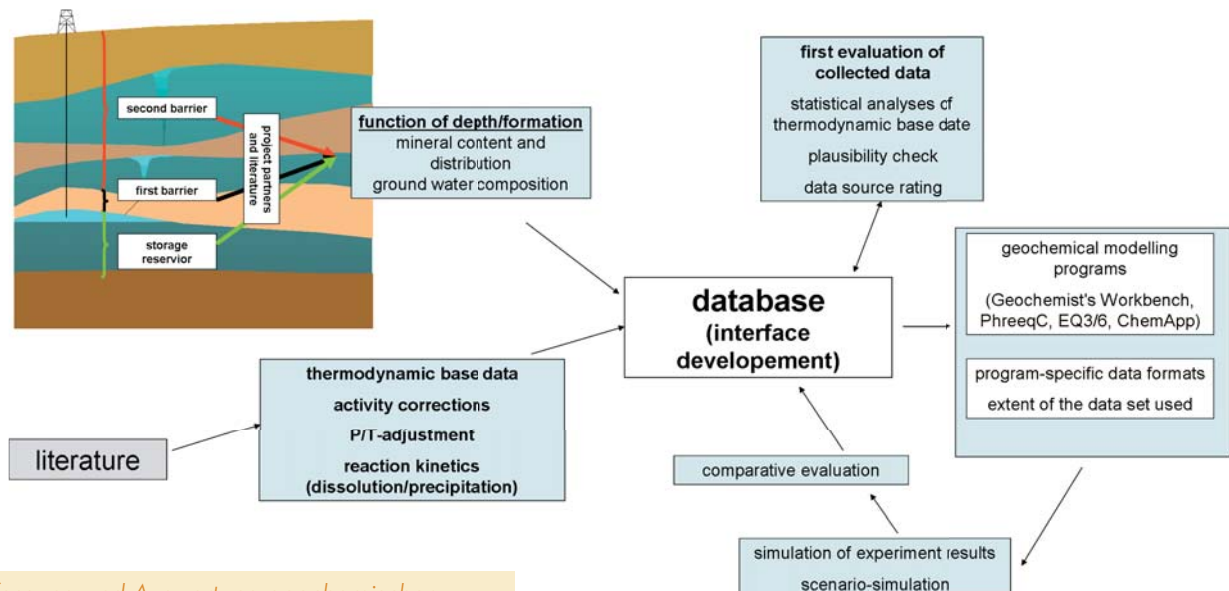 second barrier
first barrier
storage
reservior
project partners
and literature
function of depth/formation
mineral content and
distribution
ground water composition
first evaluation of
collected data
statistical analyses of
thermodynamic base date
plausibility check
data source rating
database
(interface
developement)
geochemical modelling
programs
(Geochemist's Workbench,
PhreeqC, EQ3/6, ChemApp)
program-specific data formats
extent of the data set used
thermodynamic base data
activity corrections
P/T-adjustment
reaction kinetics
(dissolution/precipitation)
literature
comparative evaluation
simulation of experiment results
scenario-simulation